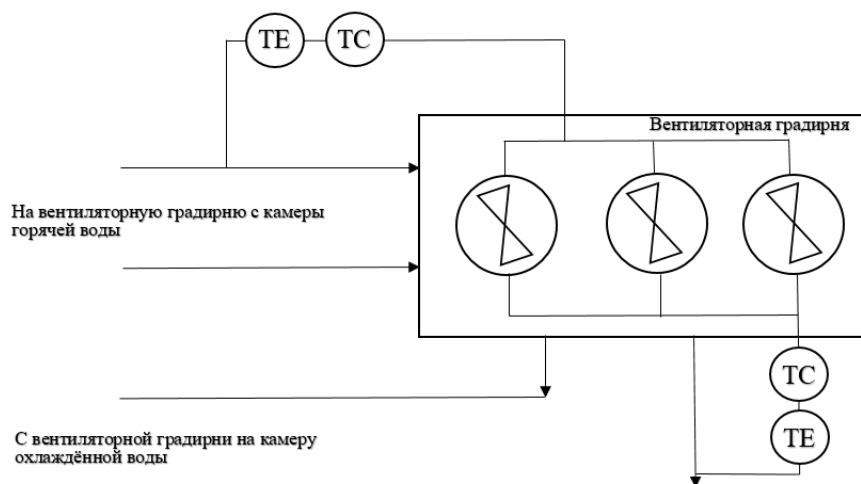 TE
TC
Вентиляторная градирня
На вентиляторную градирню с камеры
горячей воды
TC
TE
С вентиляторной градирни на камеру
охлаждённой воды